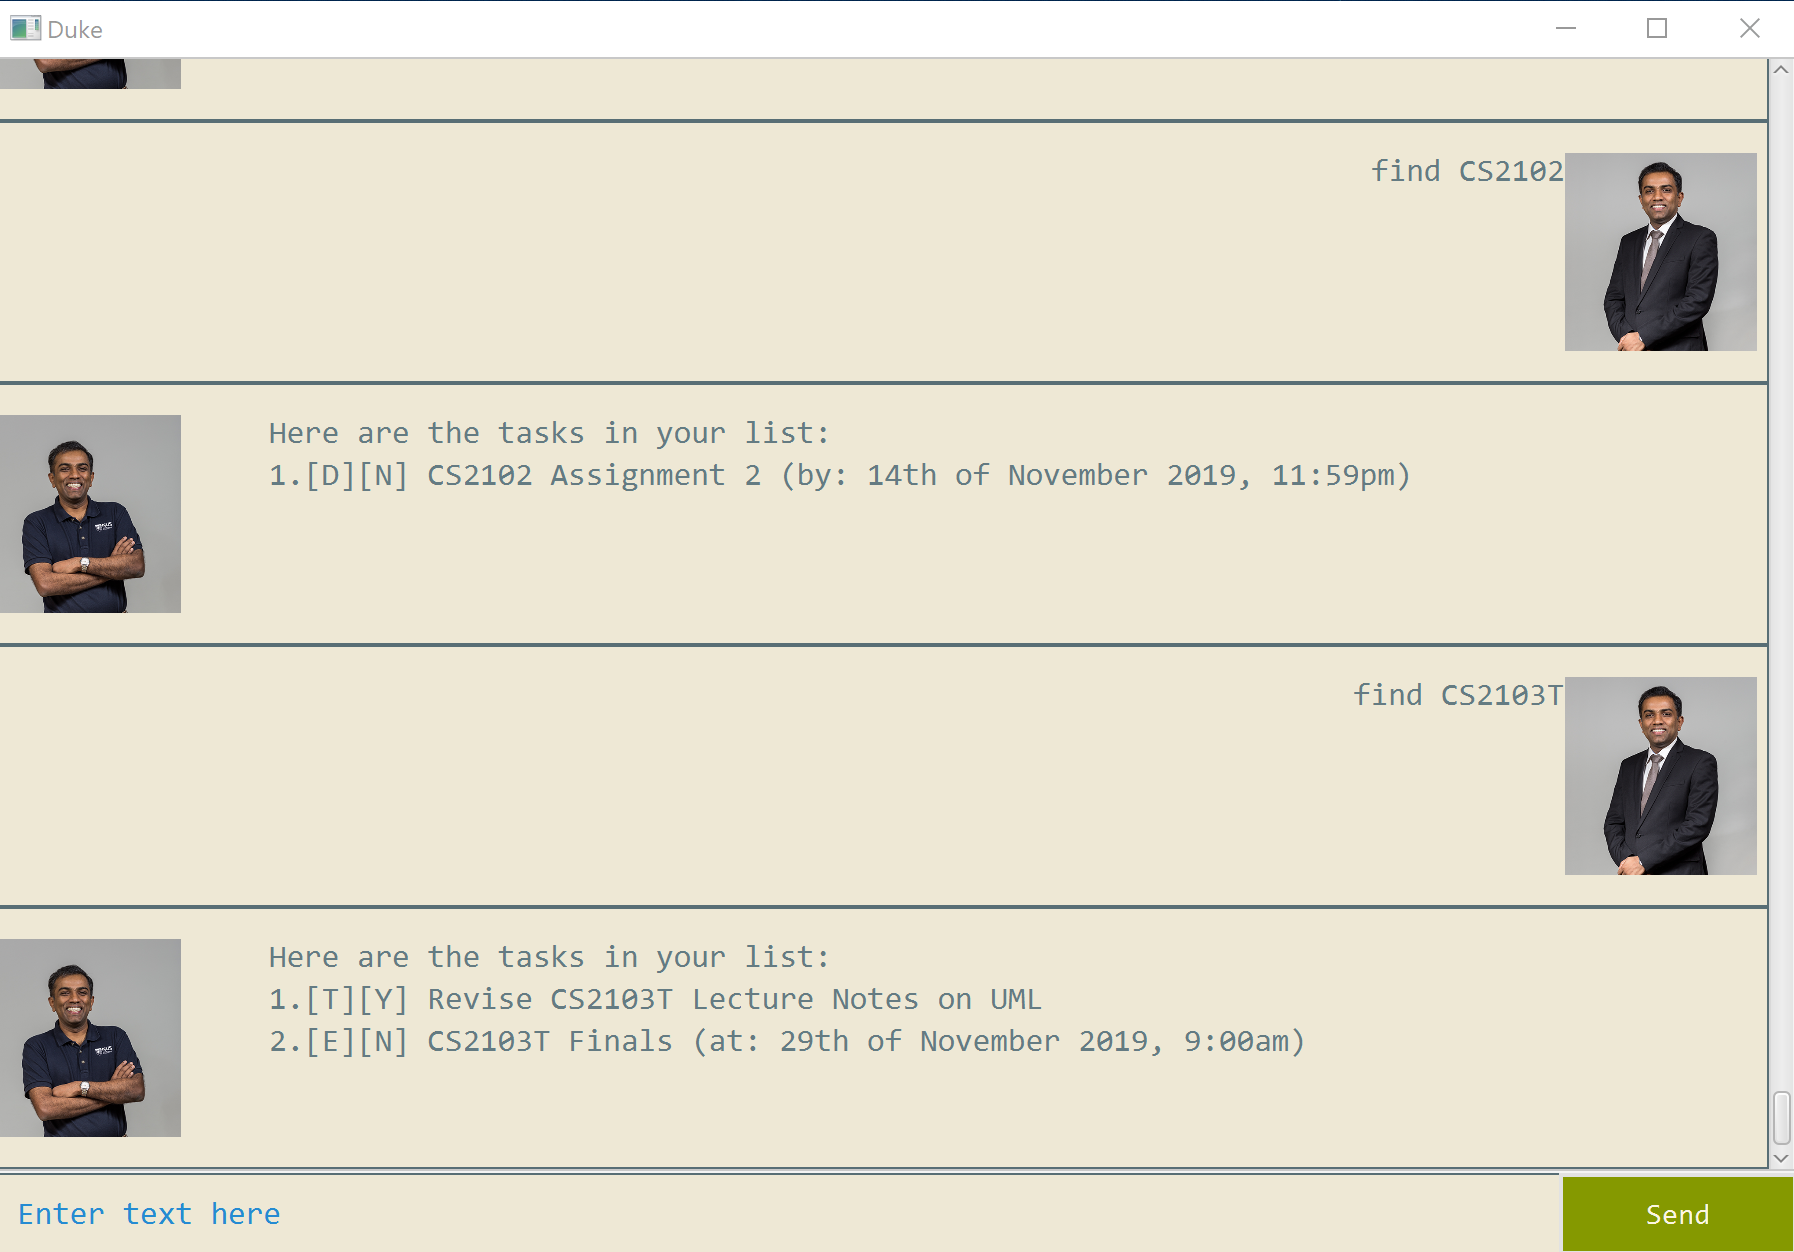 Duke
find CS2102
Here are the tasks in your list:
1.[D][N] CS2102 Assignment 2 (by: 14th of November 2019, 11:59pm)
find CS2103T
Here are the tasks in your list:
1.[T][Y] Revise CS2103T Lecture Notes on UML
2.[E][N] CS2103T Finals (at: 29th of November 2019, 9:00am)
Enter text here
Send